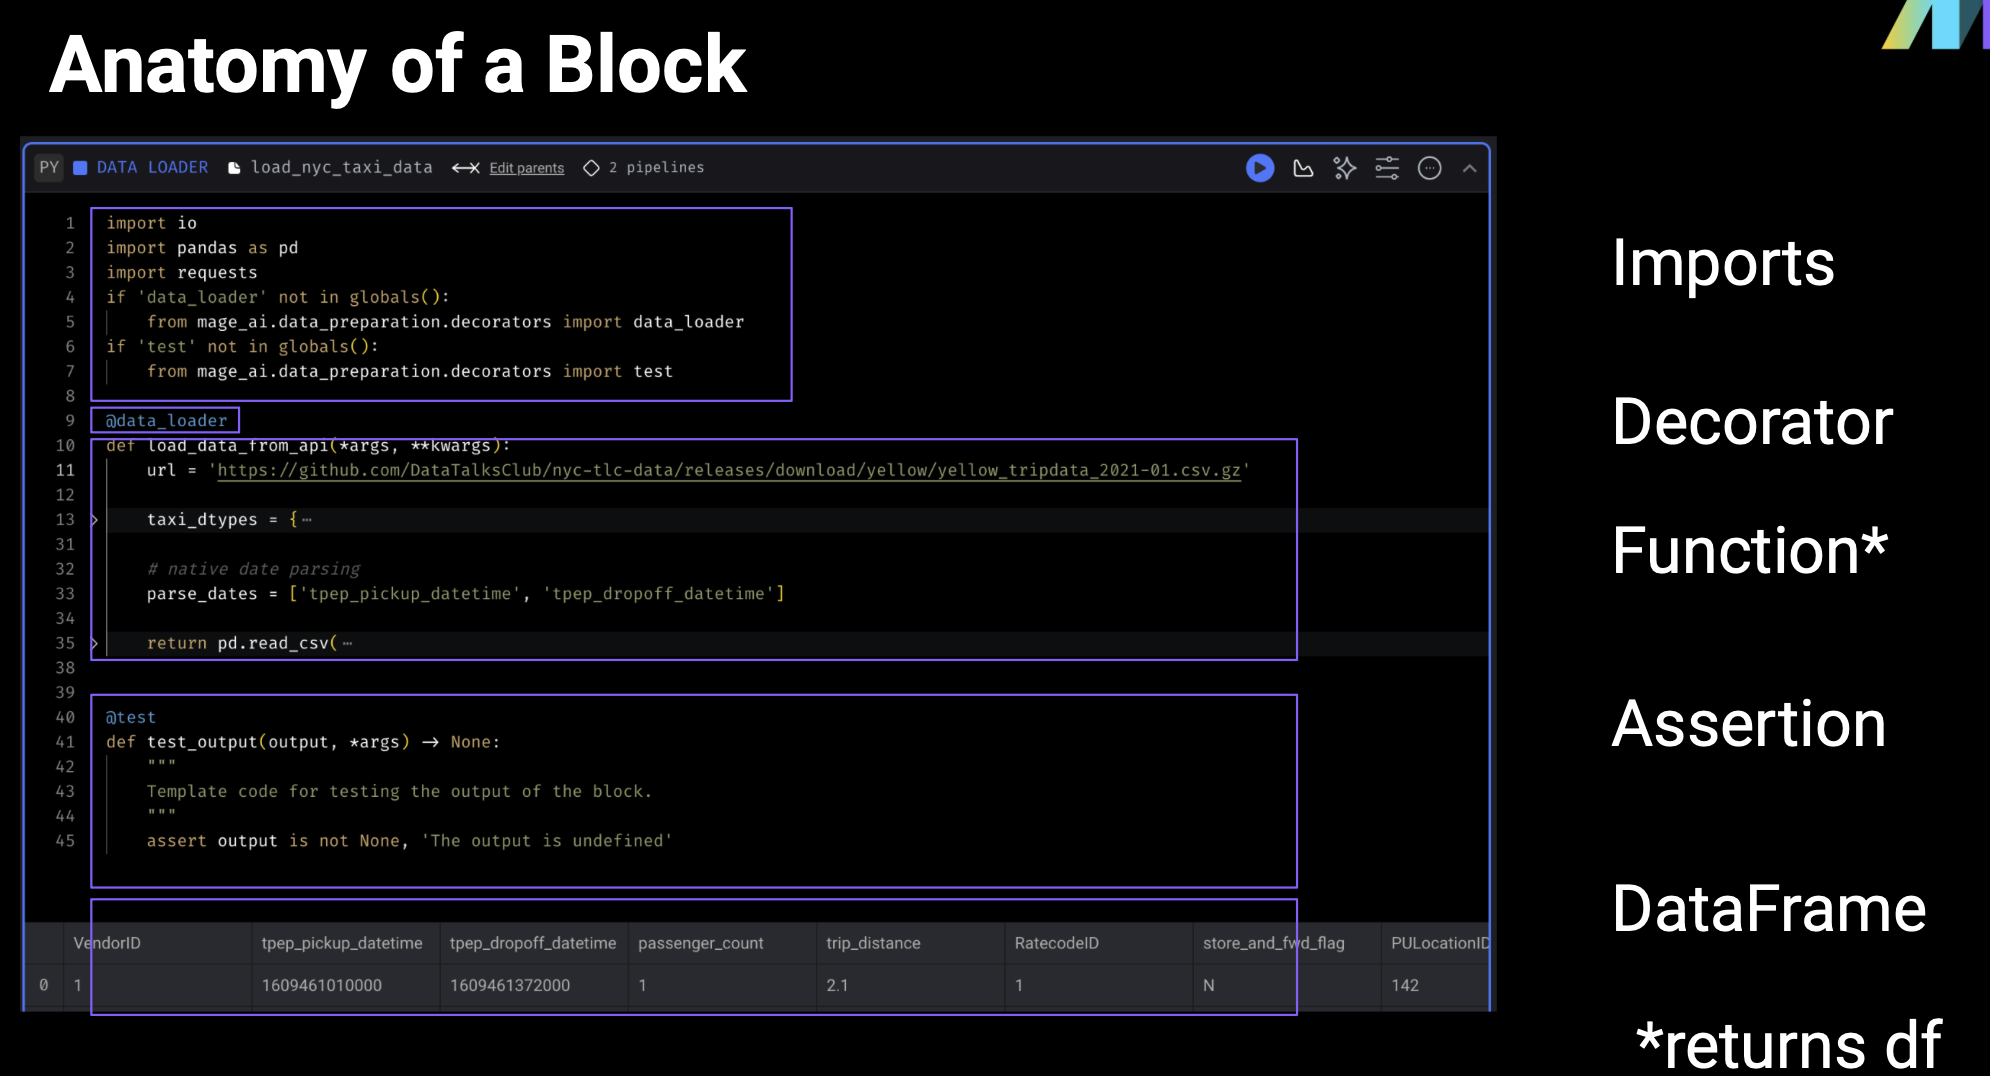 Anatomy of a Block
PY DATA LOADER load_nyc_taxi_data Edit parents 2 pipelines
1 import io
2 import pandas as pd
3 import requests
4 if 'data_loader' not in globals():
5 from mage_ai.data_preparation.decorators import data_loader
6 if 'test' not in globals():
7 from mage_ai.data_preparation.decorators import test
8
9 @data_loader
10 def load_data_from_api(*args, **kwargs):
11 url = 'https://github.com/DataTalksClub/nyc-tlc-data/releases/download/yellow/yellow_tripdata_2021-01.csv.gz'
12
13 taxi_dtypes = {⋯
31
32 # native date parsing
33 parse_dates = ['tpep_pickup_datetime', 'tpep_dropoff_datetime']
34
35 return pd.read_csv(⋯
38
39
40 @test
41 def test_output(output, *args) → None:
42 """
43 Template code for testing the output of the block.
44 """
45 assert output is not None, 'The output is undefined'
VendorID tpep_pickup_datetime tpep_dropoff_datetime passenger_count trip_distance RatecodeID store_and_fwd_flag PULocationID
0 1 1609461010000 1609461372000 1 2.1 1 N 142
Imports
Decorator
Function*
Assertion
DataFrame
*returns df